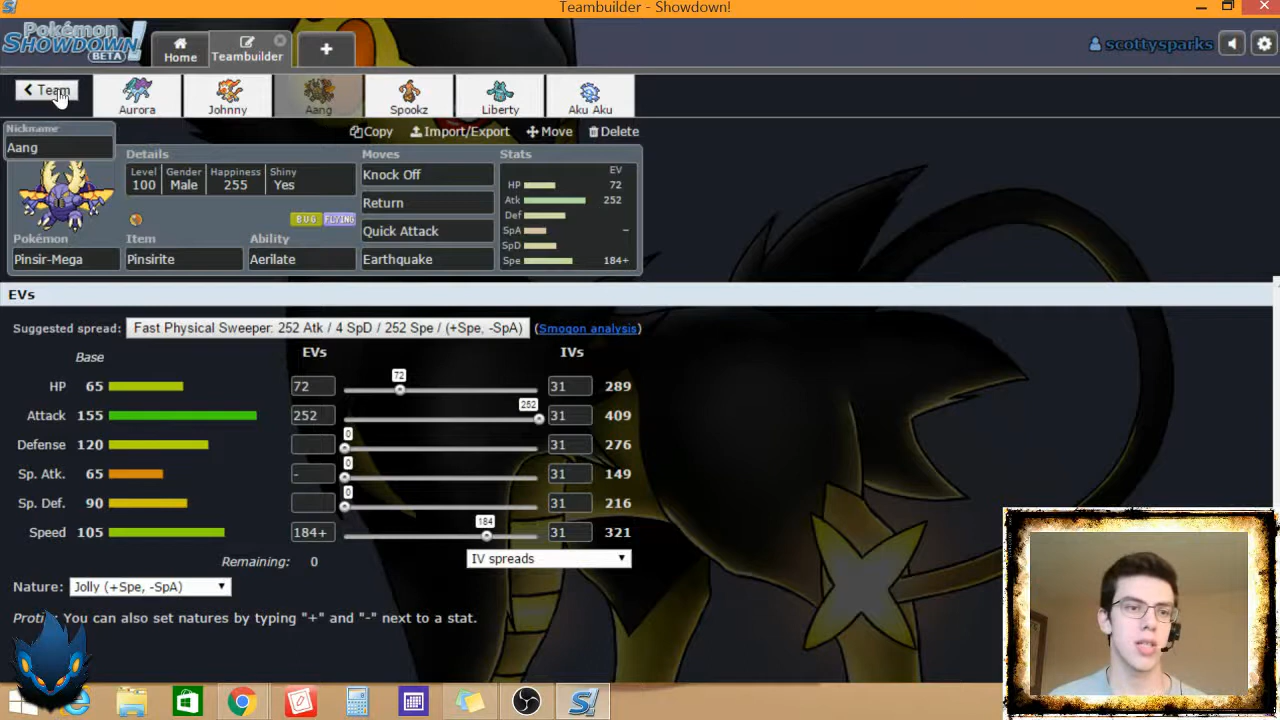 Teambuilder - Showdown!
Pokémon
SHOWDOWN!
BETA
Home
Teambuilder
scottysparks
Team
Aurora
Johnny
Aang
Spookz
Liberty
Aku Aku
Copy
Import/Export
Move
Delete
Nickname
Aang
Details
Level Gender Happiness Shiny
100 Male 255 Yes
BUG FLYING
Pokémon Item Ability
Pinsir-Mega Pinsirite Aerilate
Moves
Knock Off
Return
Quick Attack
Earthquake
Stats
EV
HP 72
Atk 252
Def
SpA –
SpD
Spe 184+
EVs
Suggested spread: Fast Physical Sweeper: 252 Atk / 4 SpD / 252 Spe / (+Spe, -SpA) (Smogon analysis)
Base EVs IVs
HP 65 72 72 31 289
Attack 155 252 252 31 409
Defense 120 0 31 276
Sp. Atk. 65 - 0 31 149
Sp. Def. 90 0 31 216
Speed 105 184+ 184 31 321
Remaining: 0
IV spreads
Nature: Jolly (+Spe, -SpA)
You can also set natures by typing "+" and "-" next to a stat.